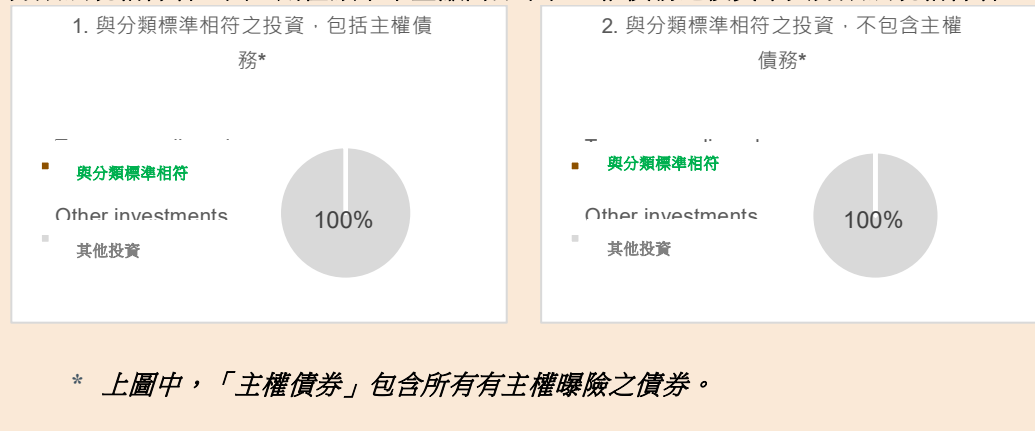 1. 與分類標準相符之投資，包括主權債
務*
與分類標準相符
Other investments
其他投資
100%
2. 與分類標準相符之投資，不包含主權
債務*
與分類標準相符
Other investments
其他投資
100%
* 上圖中，「主權債券」包含所有有主權曝險之債券。